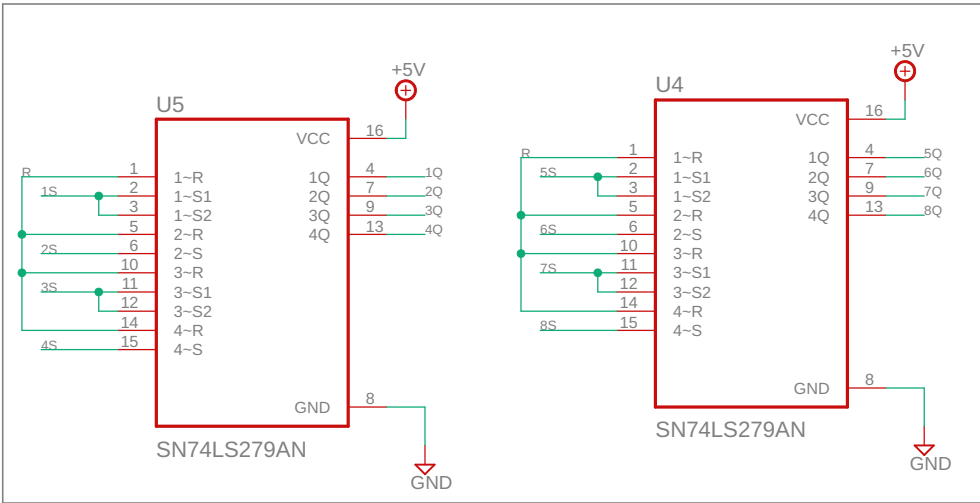 U5
+5V
VCC 16
R 1 1~R 1Q 4 1Q
1S 2 1~S1 2Q 7 2Q
3 1~S2 3Q 9 3Q
5 2~R 4Q 13 4Q
2S 6 2~S
10 3~R
3S 11 3~S1
12 3~S2
14 4~R
4S 15 4~S
GND 8
SN74LS279AN
GND
U4
+5V
VCC 16
R 1 1~R 1Q 4 5Q
5S 2 1~S1 2Q 7 6Q
3 1~S2 3Q 9 7Q
5 2~R 4Q 13 8Q
6S 6 2~S
10 3~R
7S 11 3~S1
12 3~S2
14 4~R
8S 15 4~S
GND 8
SN74LS279AN
GND